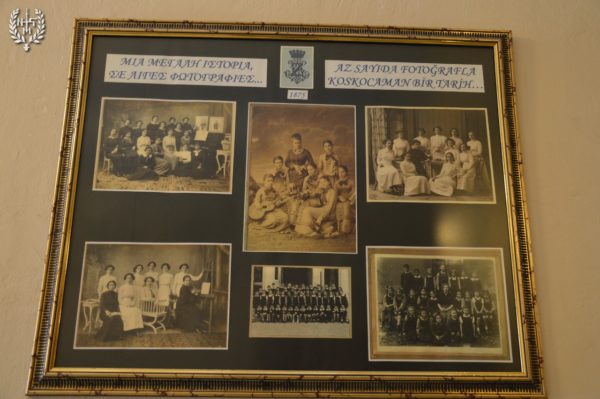 ΜΙΑ ΜΕΓΑΛΗ ΙΣΤΟΡΙΑ,
ΣΕ ΛΙΓΕΣ ΦΩΤΟΓΡΑΦΙΕΣ...
1875
AZ SAYIDA FOTOĞRAFLA
KOSKOCAMAN BİR TARİH...